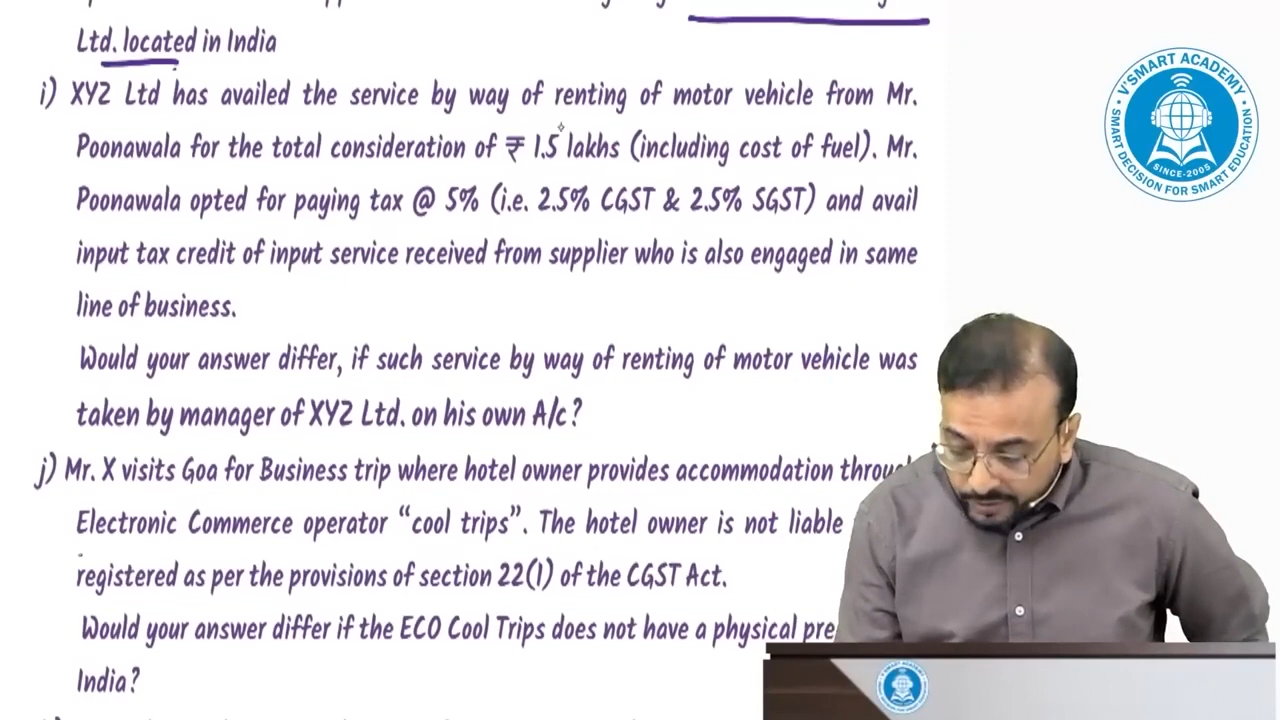 Ltd. located in India
i) XYZ Ltd has availed the service by way of renting of motor vehicle from Mr.
Poonawala for the total consideration of ₹ 1.5 lakhs (including cost of fuel). Mr.
Poonawala opted for paying tax @ 5% (i.e. 2.5% CGST & 2.5% SGST) and avail
input tax credit of input service received from supplier who is also engaged in same
line of business.
Would your answer differ, if such service by way of renting of motor vehicle was
taken by manager of XYZ Ltd. on his own A/c?
j) Mr. X visits Goa for Business trip where hotel owner provides accommodation
Electronic Commerce operator “cool trips”. The hotel owner is not liable
registered as per the provisions of section 22(1) of the CGST Act.
Would your answer differ if the ECO Cool Trips does not have a physical
India?
V'SMART ACADEMY
SMART DECISION FOR SMART EDUCATION
SINCE-2005